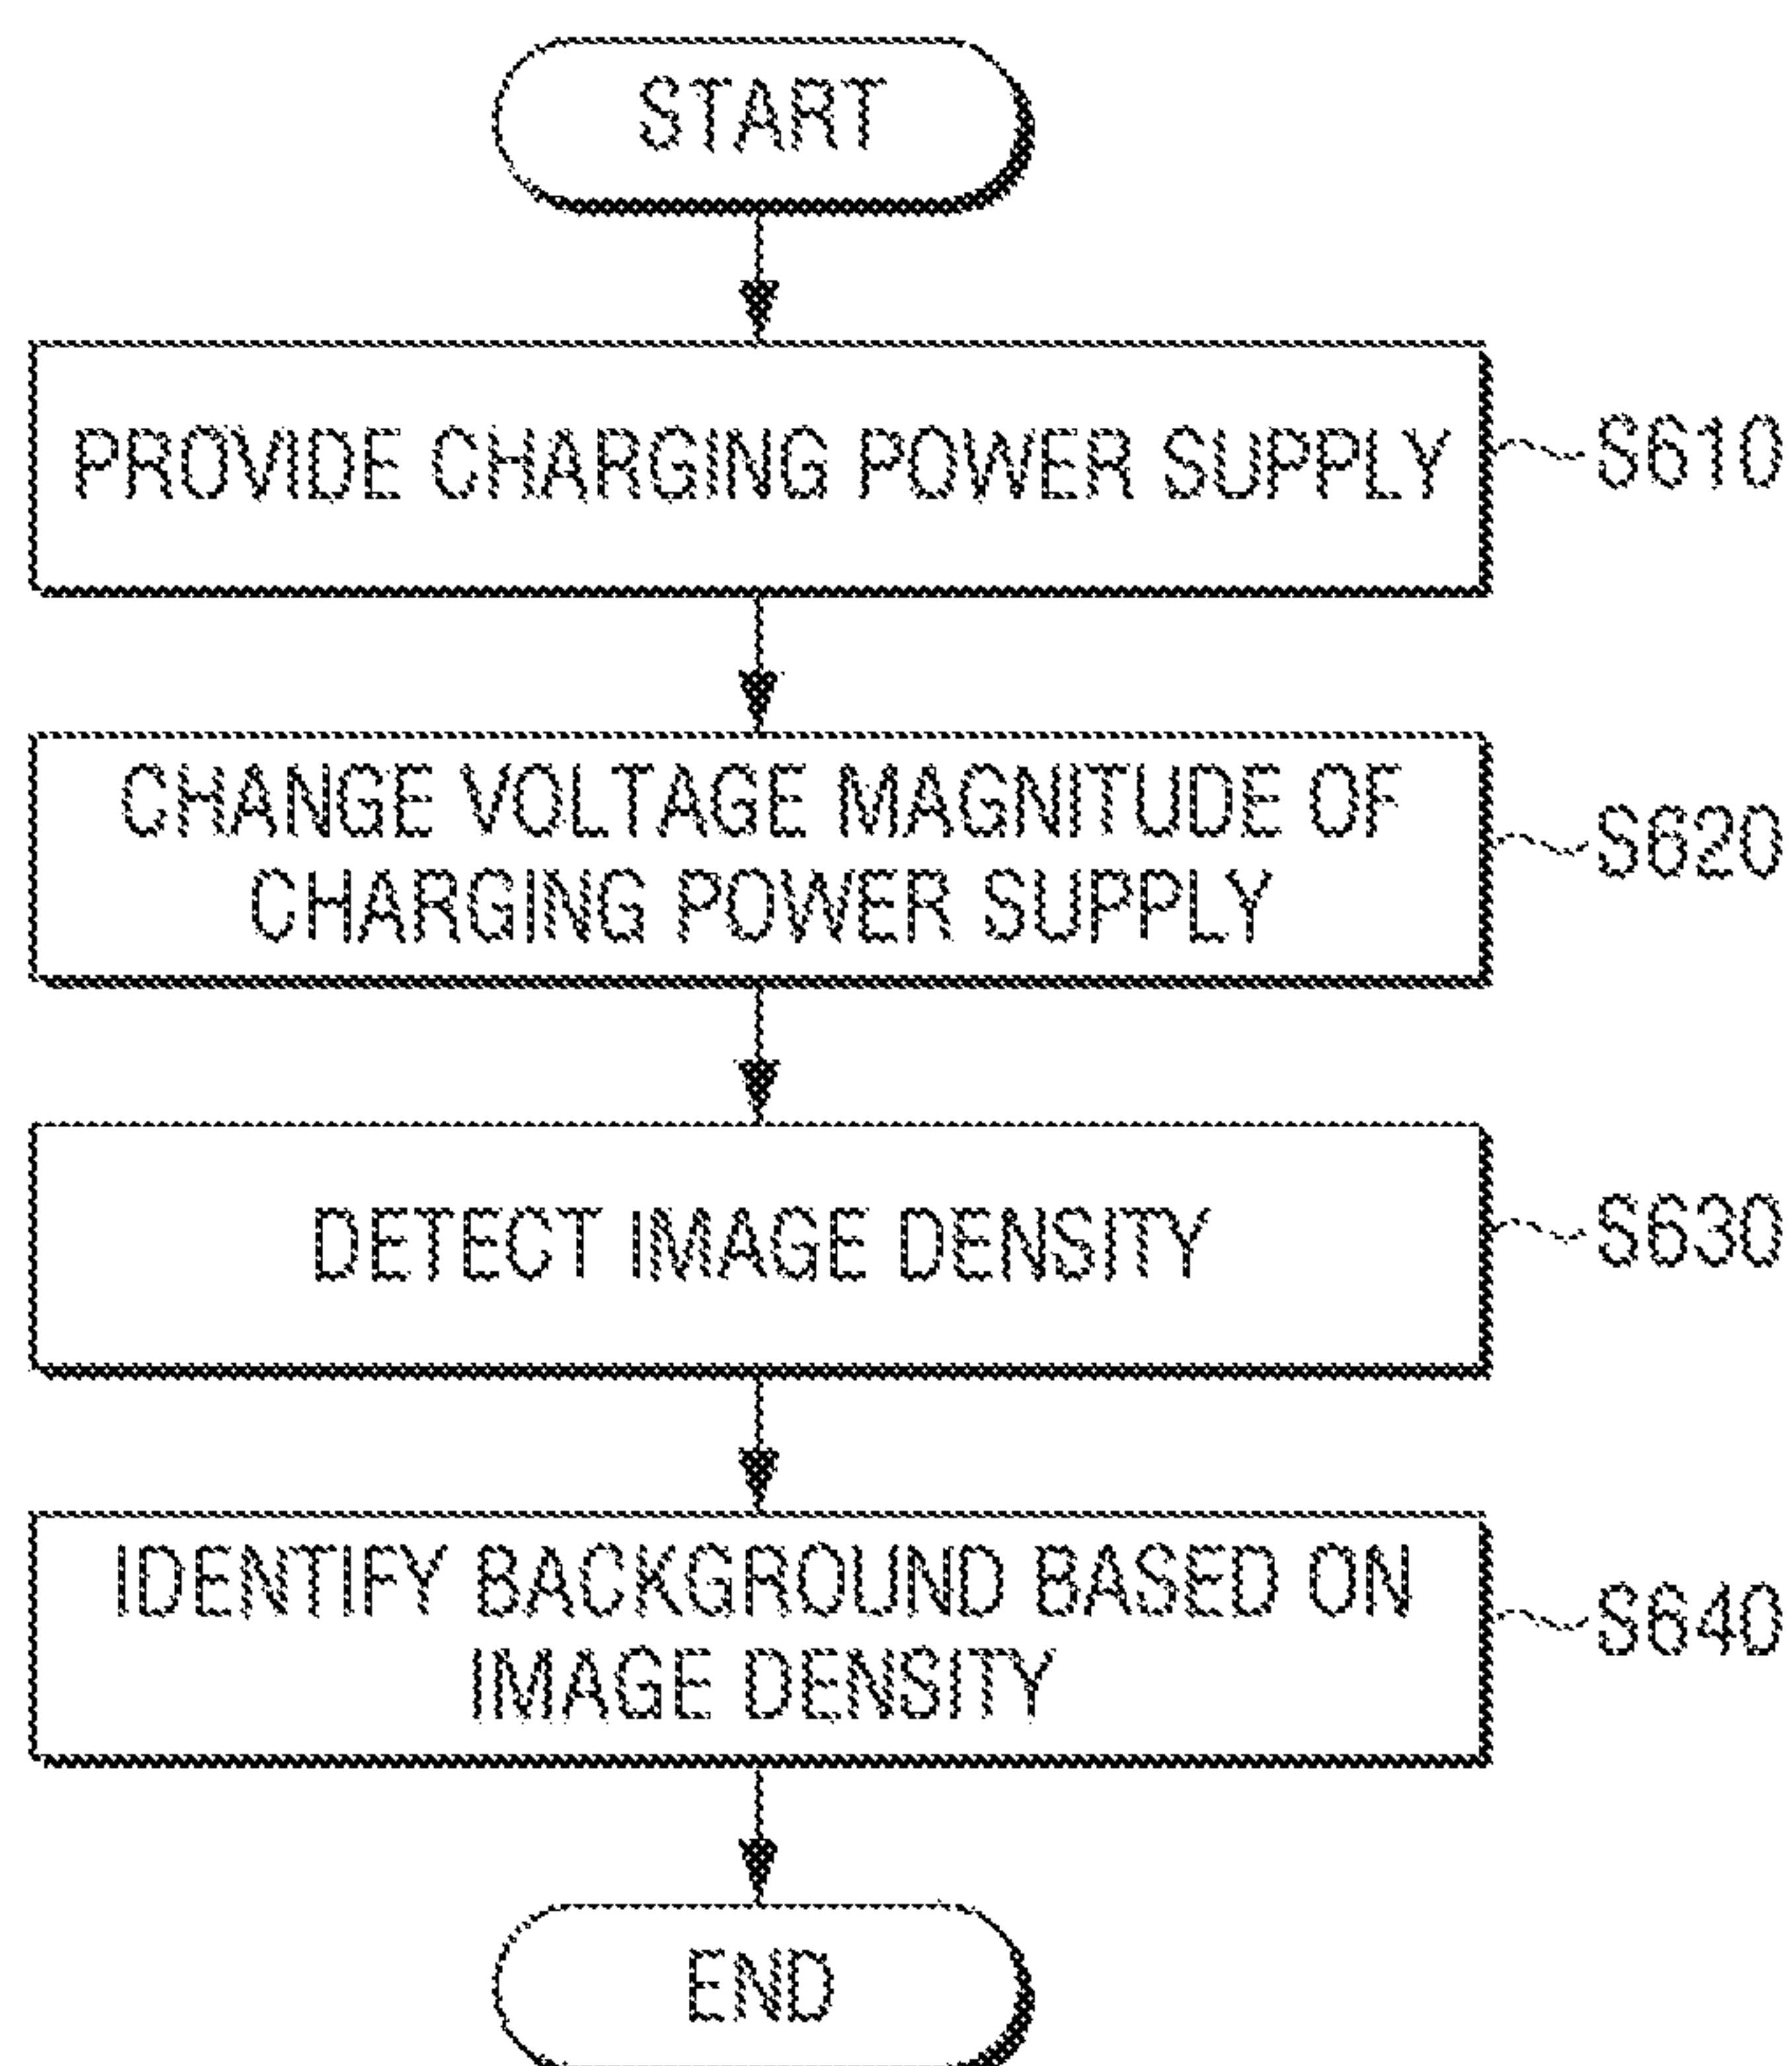 START
PROVIDE CHARGING POWER SUPPLY
S610
CHANGE VOLTAGE MAGNITUDE OF
CHARGING POWER SUPPLY
S620
DETECT IMAGE DENSITY
S630
IDENTIFY BACKGROUND BASED ON
IMAGE DENSITY
S640
END